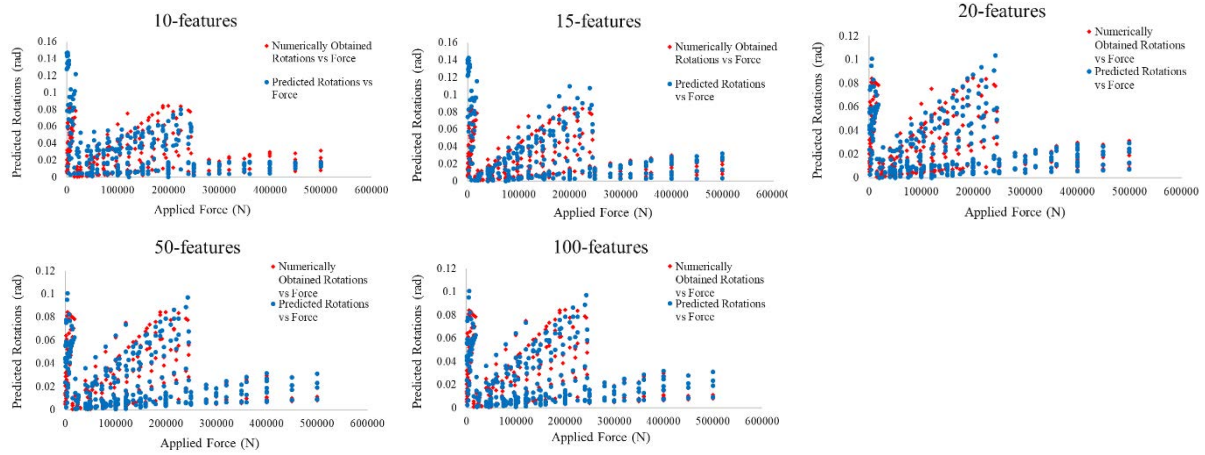 10-features
Predicted Rotations (rad)
0.16
0.14
0.12
0.1
0.08
0.06
0.04
0.02
0
0 100000 200000 300000 400000 500000 600000
Applied Force (N)
Numerically Obtained
Rotations vs Force
Predicted Rotations vs
Force
15-features
Predicted Rotations (rad)
0.16
0.14
0.12
0.1
0.08
0.06
0.04
0.02
0
0 100000 200000 300000 400000 500000 600000
Applied Force (N)
Numerically Obtained
Rotations vs Force
Predicted Rotations
vs Force
20-features
Predicted Rotations (rad)
0.12
0.1
0.08
0.06
0.04
0.02
0
0 100000 200000 300000 400000 500000 600000
Applied Force (N)
Numerically
Obtained Rotations
vs Force
Predicted Rotations
vs Force
50-features
Predicted Rotations (rad)
0.12
0.1
0.08
0.06
0.04
0.02
0
0 100000 200000 300000 400000 500000 600000
Applied Force (N)
Numerically
Obtained Rotations
vs Force
Predicted Rotations
vs Force
100-features
Predicted Rotations (rad)
0.12
0.1
0.08
0.06
0.04
0.02
0
0 100000 200000 300000 400000 500000 600000
Applied Force (N)
Numerically
Obtained Rotations
vs Force
Predicted Rotations
vs Force